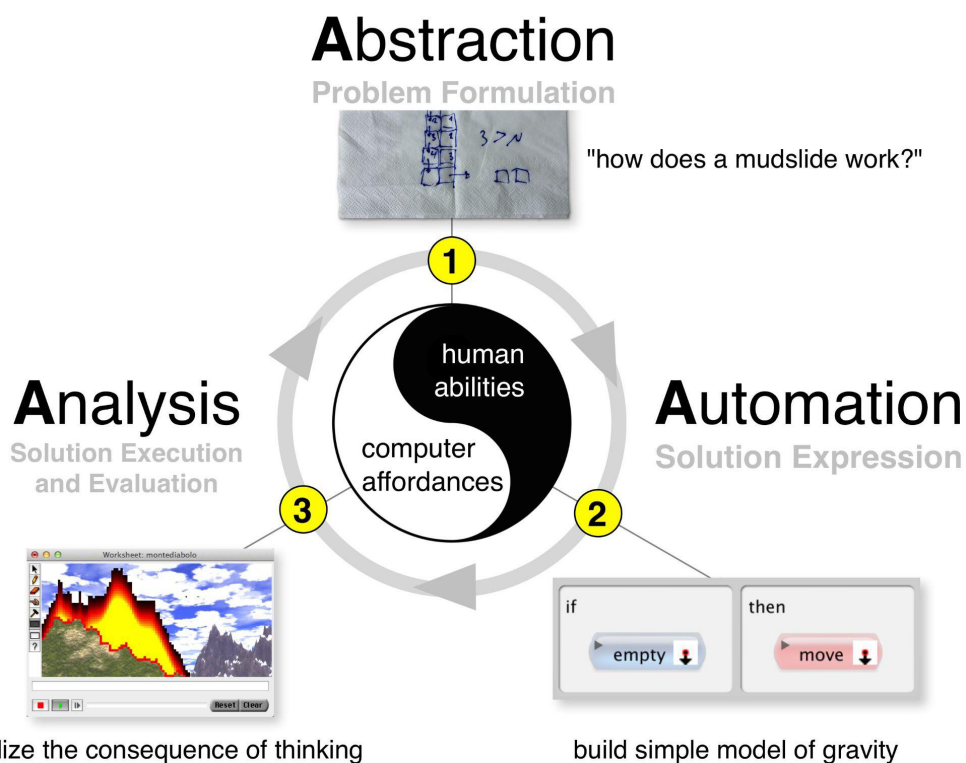 Abstraction
Problem Formulation
3 > N
"how does a mudslide work?"
1
human
abilities
computer
affordances
Analysis
Solution Execution
and Evaluation
Automation
Solution Expression
3
2
Worksheet: montediabolo
?
Reset Clear
if
then
empty
move
lize the consequence of thinking
build simple model of gravity